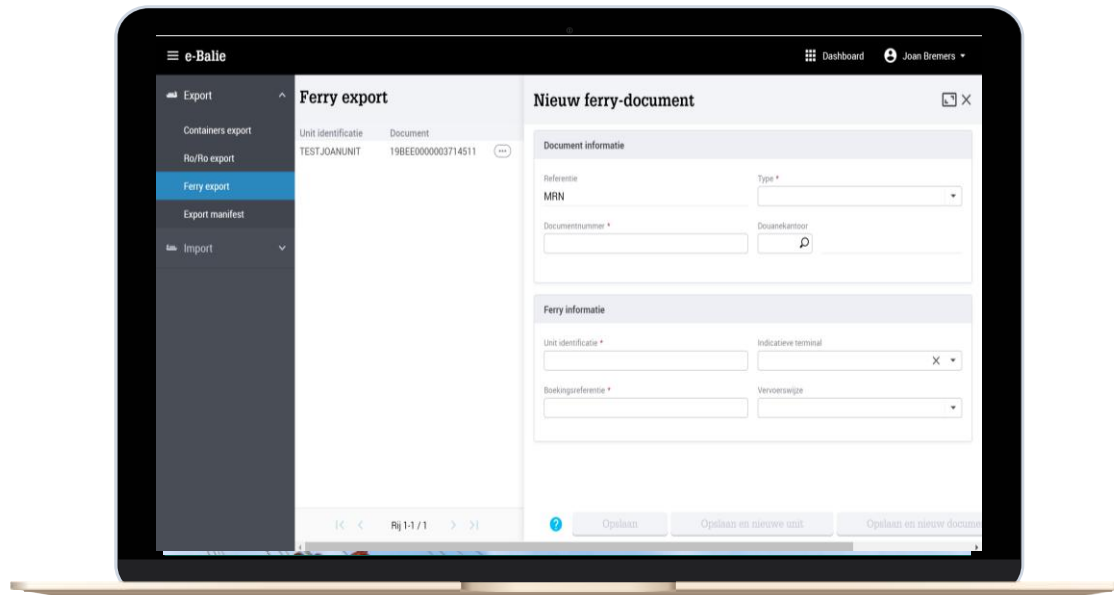 e-Balie
Dashboard
Joan Bremers
Export
Containers export
Ro/Ro export
Ferry export
Export manifest
Import
Ferry export
Unit identificatie Document
TESTJOANUNIT 19BEE0000003714511
Rij 1-1 / 1
Nieuw ferry-document
Document informatie
Referentie Type *
MRN
Documentnummer * Douanekantoor
Ferry informatie
Unit identificatie * Indicatieve terminal
Boekingsreferentie * Vervoerswijze
? Opslaan Opslaan en nieuwe unit Opslaan en nieuw docume